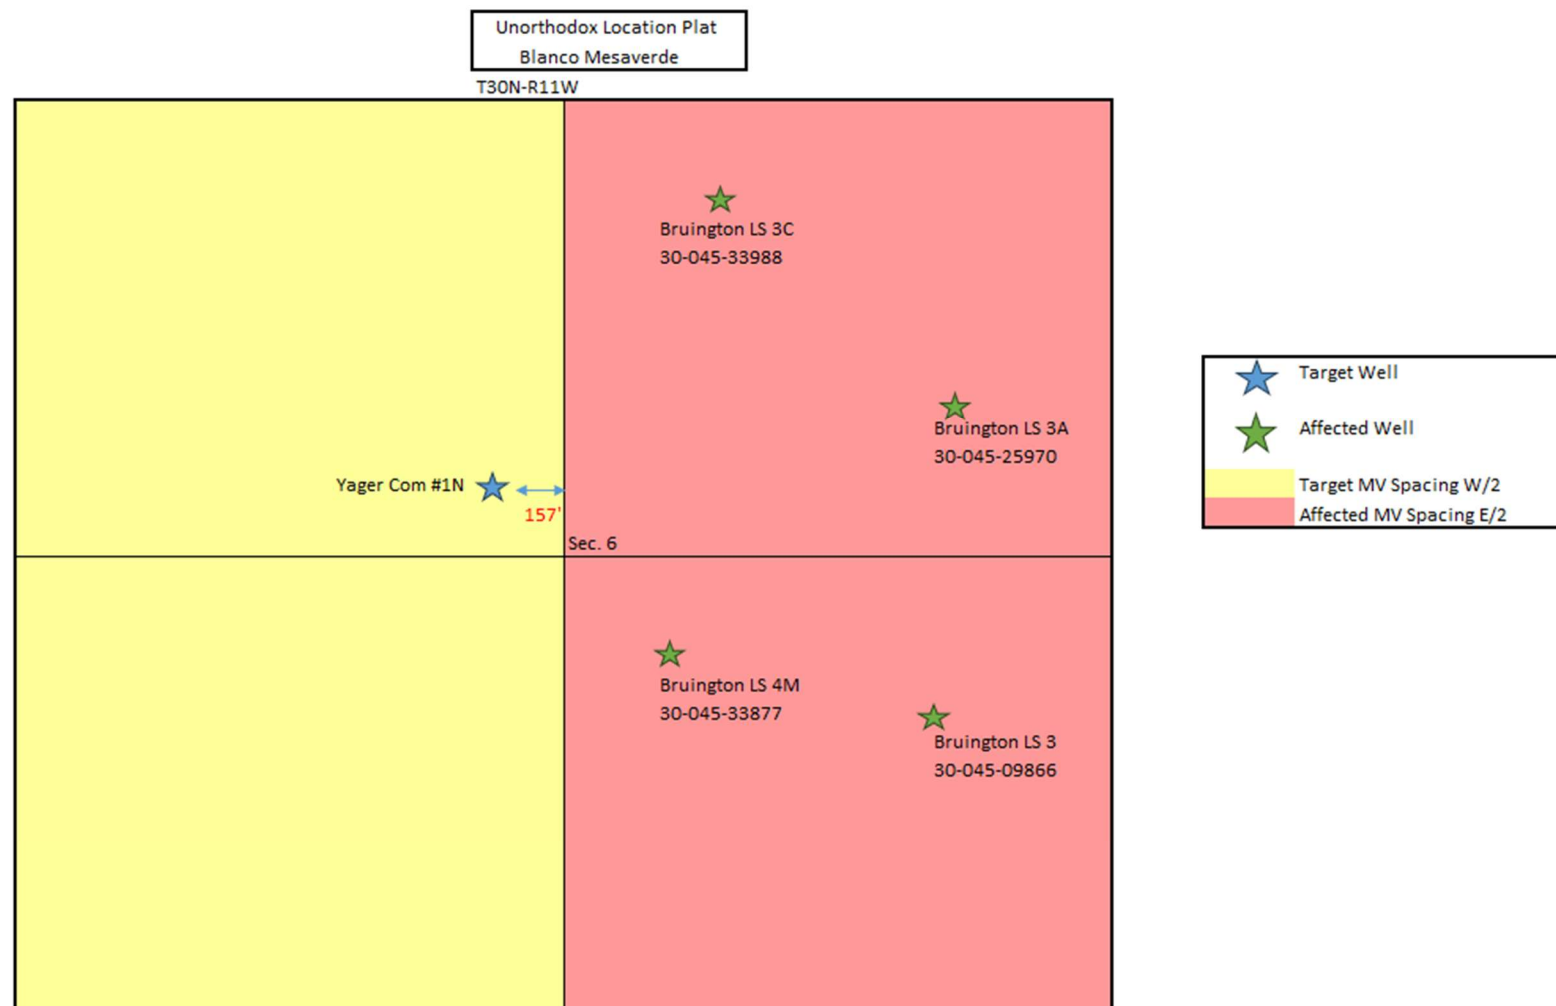 Unorthodox Location Plat
Blanco Mesaverde
T30N-R11W
Bruington LS 3C
30-045-33988
Bruington LS 3A
30-045-25970
Yager Com #1N
157'
Sec. 6
Bruington LS 4M
30-045-33877
Bruington LS 3
30-045-09866
Target Well
Affected Well
Target MV Spacing W/2
Affected MV Spacing E/2